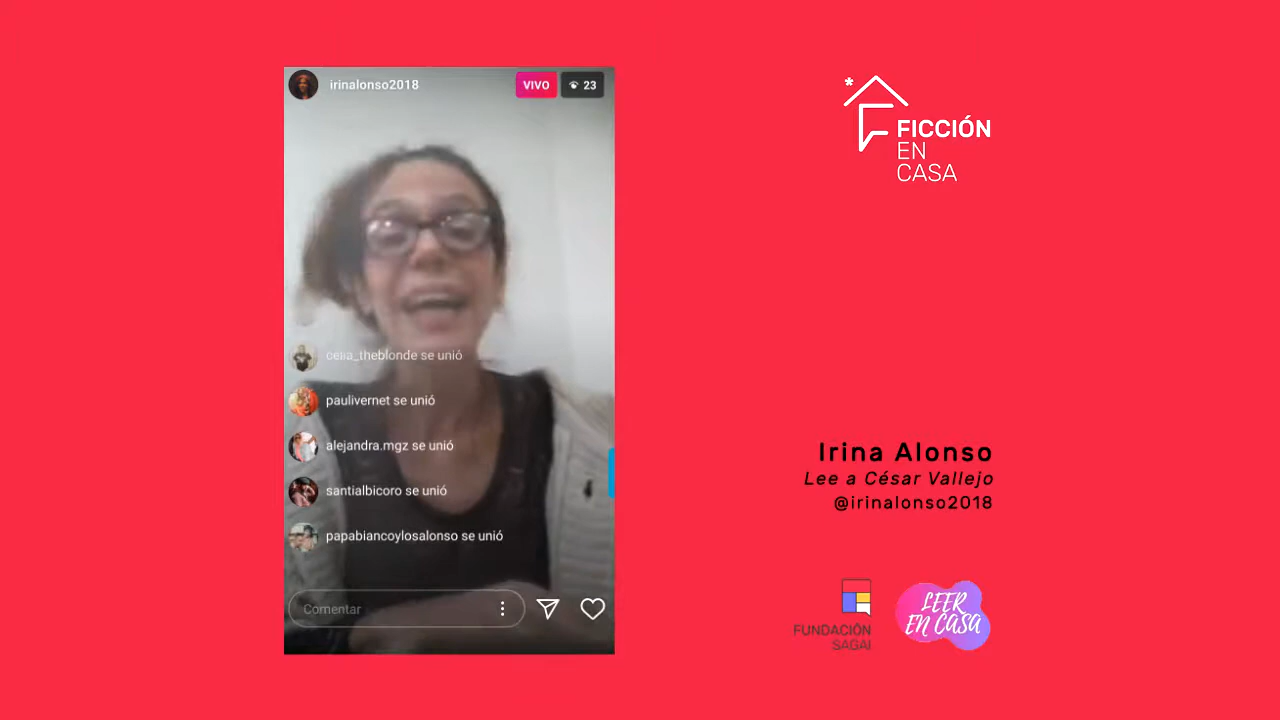 irinalonso2018
VIVO
23
celia_theblonde se unió
paulivernet se unió
alejandra.mgz se unió
santialbicoro se unió
papabiancoylosalonso se unió
Comentar
* FICCIÓN
EN
CASA
Irina Alonso
Lee a César Vallejo
@irinalonso2018
FUNDACIÓN
SAGAI
LEER
EN CASA